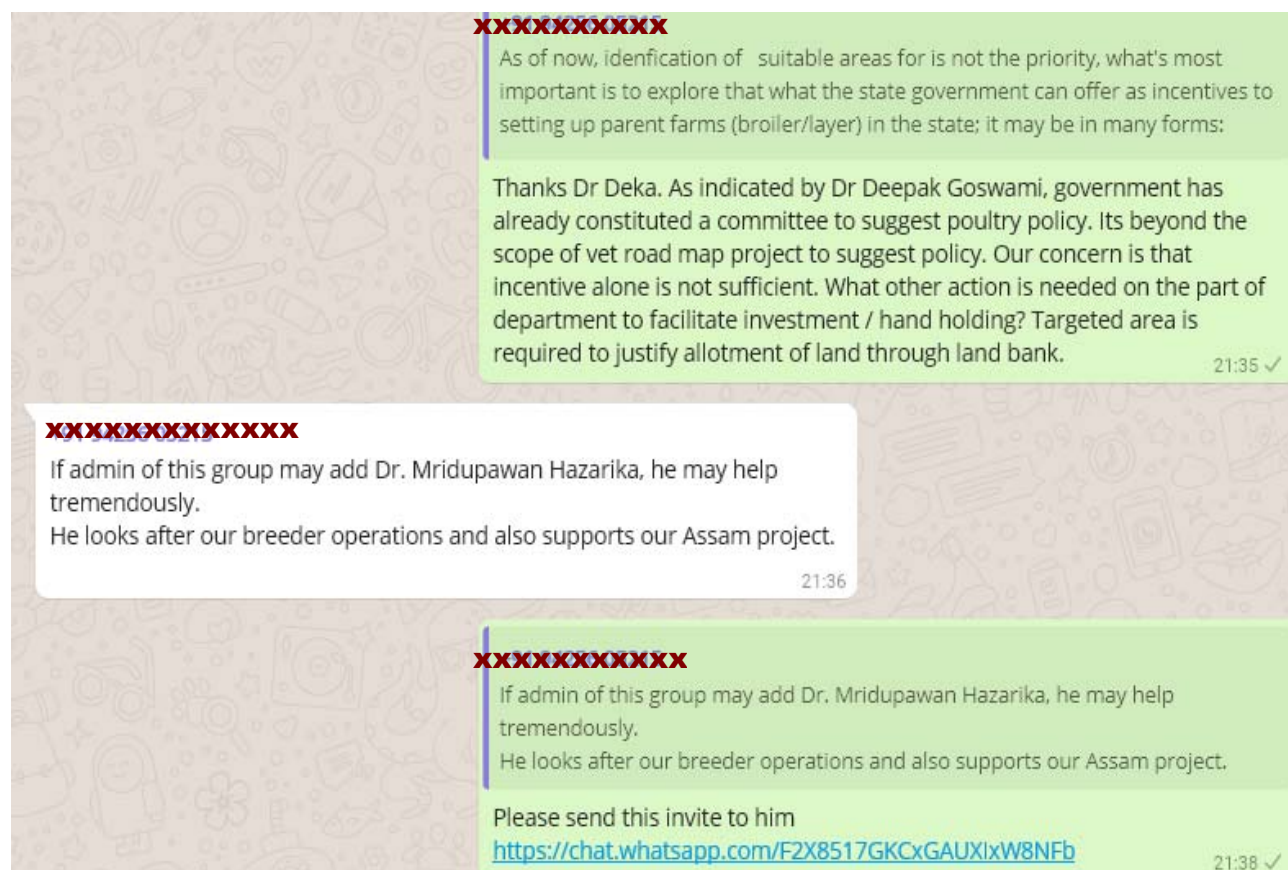 xxxxxxxxxx
As of now, idenfication of suitable areas for is not the priority, what's most
important is to explore that what the state government can offer as incentives to
setting up parent farms (broiler/layer) in the state; it may be in many forms:
Thanks Dr Deka. As indicated by Dr Deepak Goswami, government has
already constituted a committee to suggest poultry policy. Its beyond the
scope of vet road map project to suggest policy. Our concern is that
incentive alone is not sufficient. What other action is needed on the part of
department to facilitate investment / hand holding? Targeted area is
required to justify allotment of land through land bank.
21:35
xxxxxxxxxxxxx
If admin of this group may add Dr. Mridupawan Hazarika, he may help
tremendously.
He looks after our breeder operations and also supports our Assam project.
21:36
xxxxxxxxxxx
If admin of this group may add Dr. Mridupawan Hazarika, he may help
tremendously.
He looks after our breeder operations and also supports our Assam project.
Please send this invite to him
https://chat.whatsapp.com/F2X8517GKCxGAUXIxW8NFb
21:38